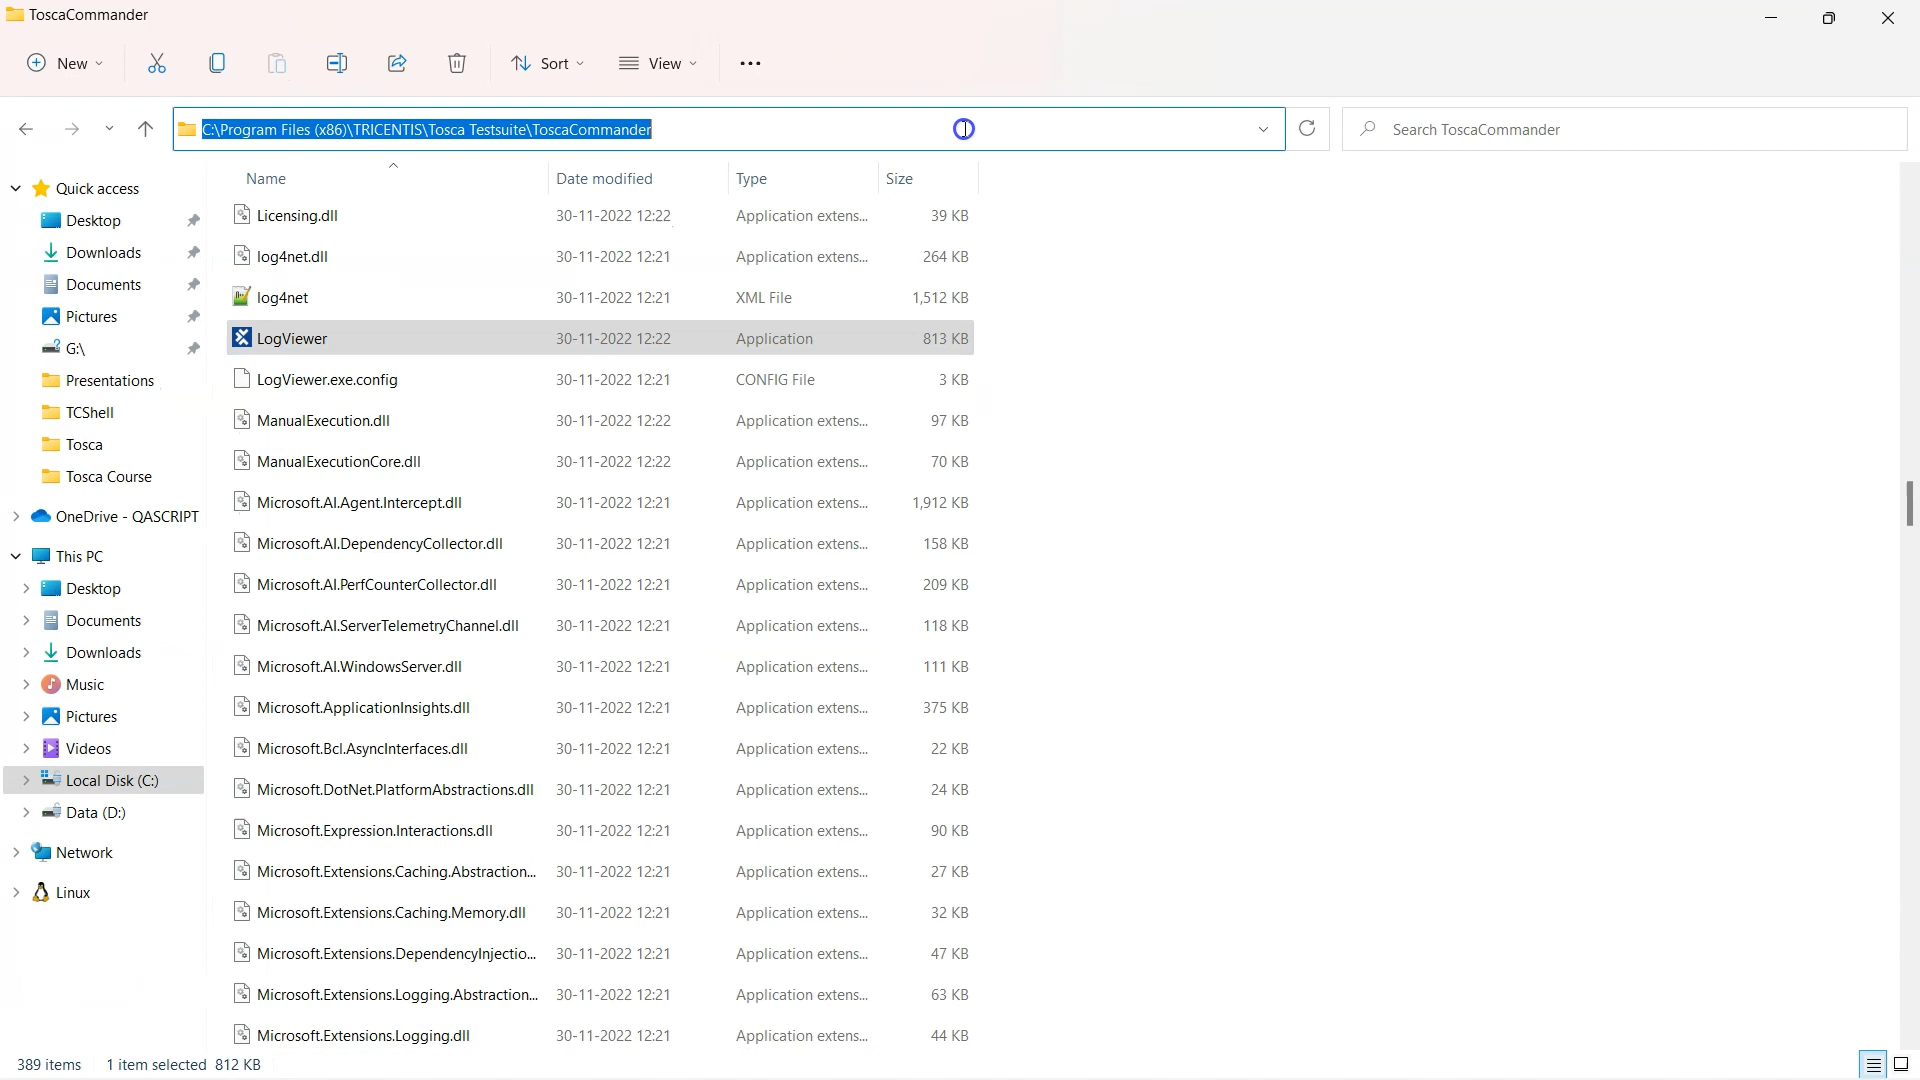 ToscaCommander
New
Sort
View
C:\Program Files (x86)\TRICENTIS\Tosca Testsuite\ToscaCommander
Search ToscaCommander
Name Date modified Type Size
Quick access
Desktop
Downloads
Documents
Pictures
G:\
Presentations
TCShell
Tosca
Tosca Course
OneDrive - QASCRIPT
This PC
Desktop
Documents
Downloads
Music
Pictures
Videos
Local Disk (C:)
Data (D:)
Network
Linux
Licensing.dll 30-11-2022 12:22 Application extens... 39 KB
log4net.dll 30-11-2022 12:21 Application extens... 264 KB
log4net 30-11-2022 12:21 XML File 1,512 KB
LogViewer 30-11-2022 12:22 Application 813 KB
LogViewer.exe.config 30-11-2022 12:21 CONFIG File 3 KB
ManualExecution.dll 30-11-2022 12:22 Application extens... 97 KB
ManualExecutionCore.dll 30-11-2022 12:22 Application extens... 70 KB
Microsoft.AI.Agent.Intercept.dll 30-11-2022 12:21 Application extens... 1,912 KB
Microsoft.AI.DependencyCollector.dll 30-11-2022 12:21 Application extens... 158 KB
Microsoft.AI.PerfCounterCollector.dll 30-11-2022 12:21 Application extens... 209 KB
Microsoft.AI.ServerTelemetryChannel.dll 30-11-2022 12:21 Application extens... 118 KB
Microsoft.AI.WindowsServer.dll 30-11-2022 12:21 Application extens... 111 KB
Microsoft.ApplicationInsights.dll 30-11-2022 12:21 Application extens... 375 KB
Microsoft.Bcl.AsyncInterfaces.dll 30-11-2022 12:21 Application extens... 22 KB
Microsoft.DotNet.PlatformAbstractions.dll 30-11-2022 12:21 Application extens... 24 KB
Microsoft.Expression.Interactions.dll 30-11-2022 12:21 Application extens... 90 KB
Microsoft.Extensions.Caching.Abstraction... 30-11-2022 12:21 Application extens... 27 KB
Microsoft.Extensions.Caching.Memory.dll 30-11-2022 12:21 Application extens... 32 KB
Microsoft.Extensions.DependencyInjectio... 30-11-2022 12:21 Application extens... 47 KB
Microsoft.Extensions.Logging.Abstraction... 30-11-2022 12:21 Application extens... 63 KB
Microsoft.Extensions.Logging.dll 30-11-2022 12:21 Application extens... 44 KB
389 items 1 item selected 812 KB